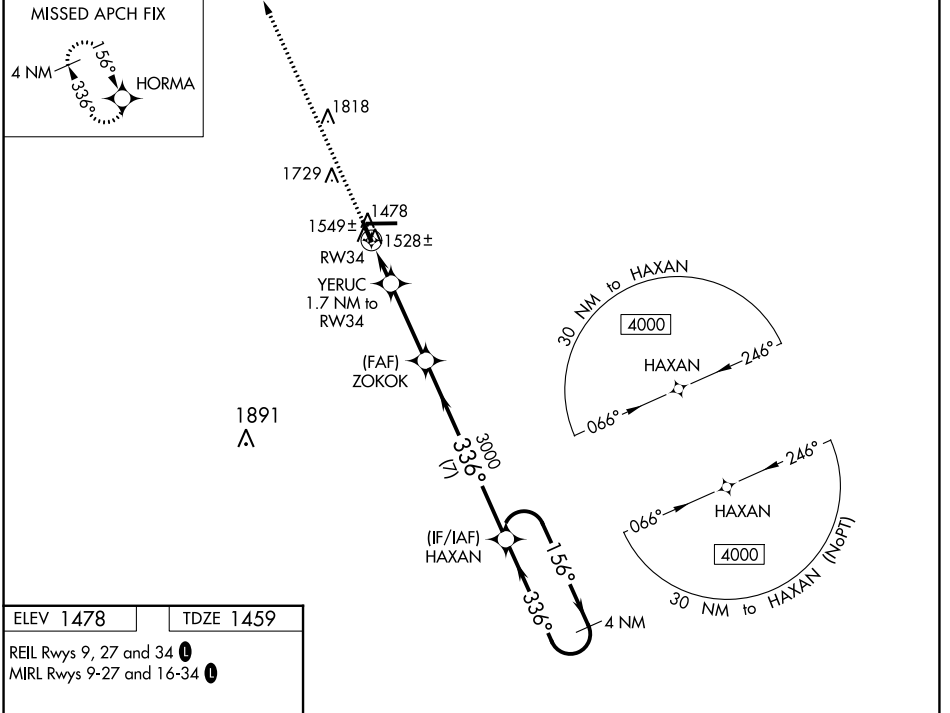 MISSED APCH FIX
4 NM
156°
336°
HORMA
1818
1729
1478
1549±
1528±
RW34
YERUC
1.7 NM to
RW34
(FAF)
ZOKOK
1891
3000
336°
(7)
(IF/IAF)
HAXAN
156°
336°
4 NM
30 NM to HAXAN
4000
HAXAN
246°
066°
246°
066°
HAXAN
4000
30 NM to HAXAN (NoPT)
ELEV 1478
TDZE 1459
REIL Rwys 9, 27 and 34 L
MIRL Rwys 9-27 and 16-34 L